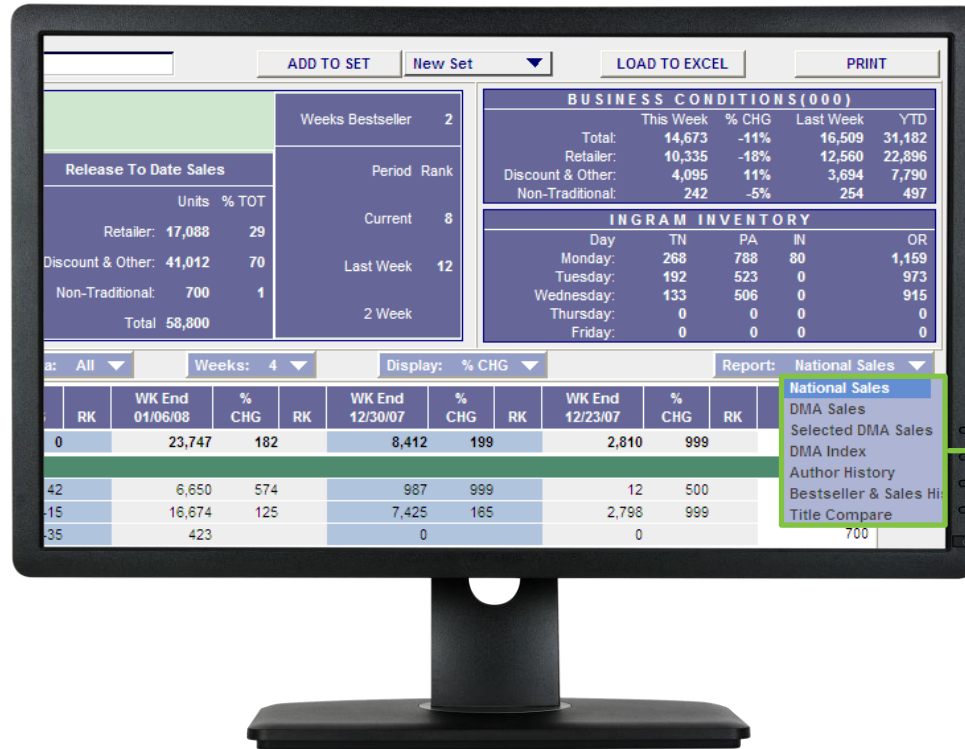 ADD TO SET New Set LOAD TO EXCEL PRINT
Weeks Bestseller 2
Release To Date Sales
Units % TOT
Retailer: 17,088 29
Discount & Other: 41,012 70
Non-Traditional: 700 1
Total 58,800
Period Rank
Current 8
Last Week 12
2 Week
BUSINESS CONDITIONS(000)
This Week % CHG Last Week YTD
Total: 14,673 -11% 16,509 31,182
Retailer: 10,335 -18% 12,560 22,896
Discount & Other: 4,095 11% 3,694 7,790
Non-Traditional: 242 -5% 254 497
INGRAM INVENTORY
Day TN PA IN OR
Monday: 268 788 80 1,159
Tuesday: 192 523 0 973
Wednesday: 133 506 0 915
Thursday: 0 0 0 0
Friday: 0 0 0 0
a: All Weeks: 4 Display: % CHG Report: National Sales
RK WK End 01/06/08 % CHG RK WK End 12/30/07 % CHG RK WK End 12/23/07 % CHG RK
0 23,747 182 8,412 199 2,810 999
42 6,650 574 987 999 12 500
-15 16,674 125 7,425 165 2,798 999
-35 423 0 0 700
National Sales
DMA Sales
Selected DMA Sales
DMA Index
Author History
Bestseller & Sales His
Title Compare